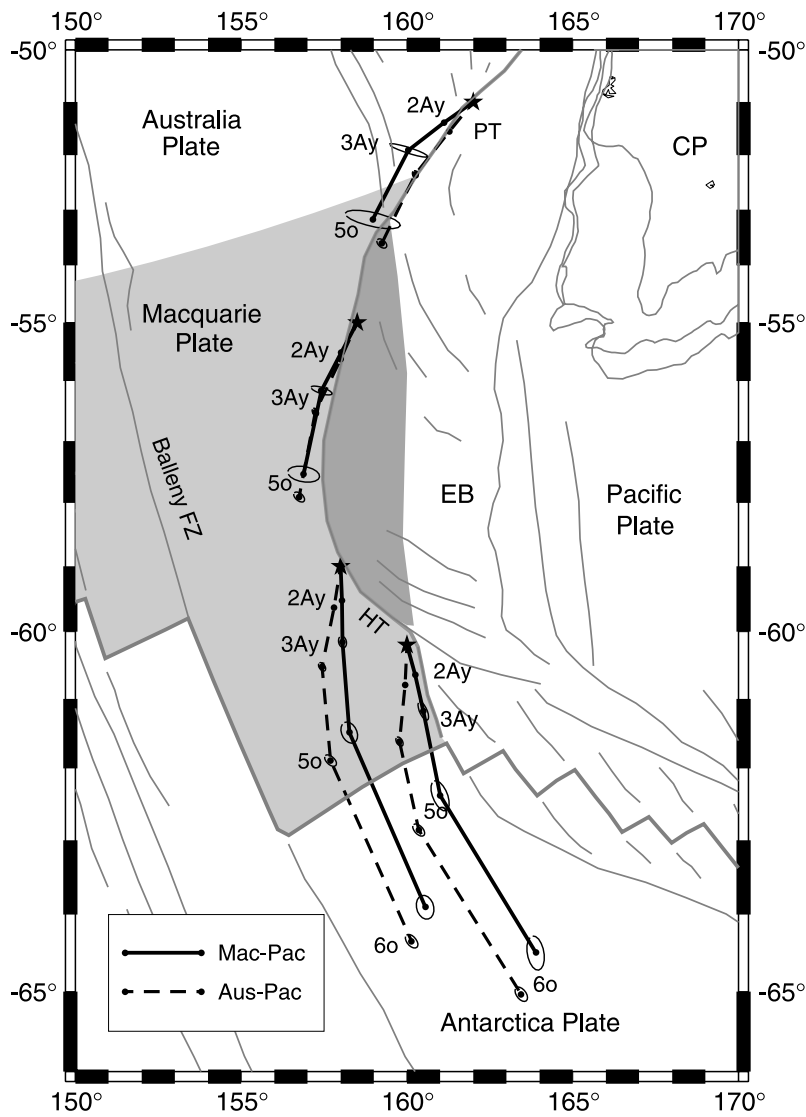 150° 155° 160° 165° 170°
-50° -50°
2Ay
Australia
Plate
PT
3Ay
CP
5o
-55° -55°
Macquarie
Plate
2Ay
3Ay
Balleny FZ
5o
EB
Pacific
Plate
2Ay
HT
-60° -60°
3Ay
2Ay
3Ay
5o
5o
6o
Mac-Pac
6o
Aus-Pac
-65° -65°
Antarctica Plate
150° 155° 160° 165° 170°